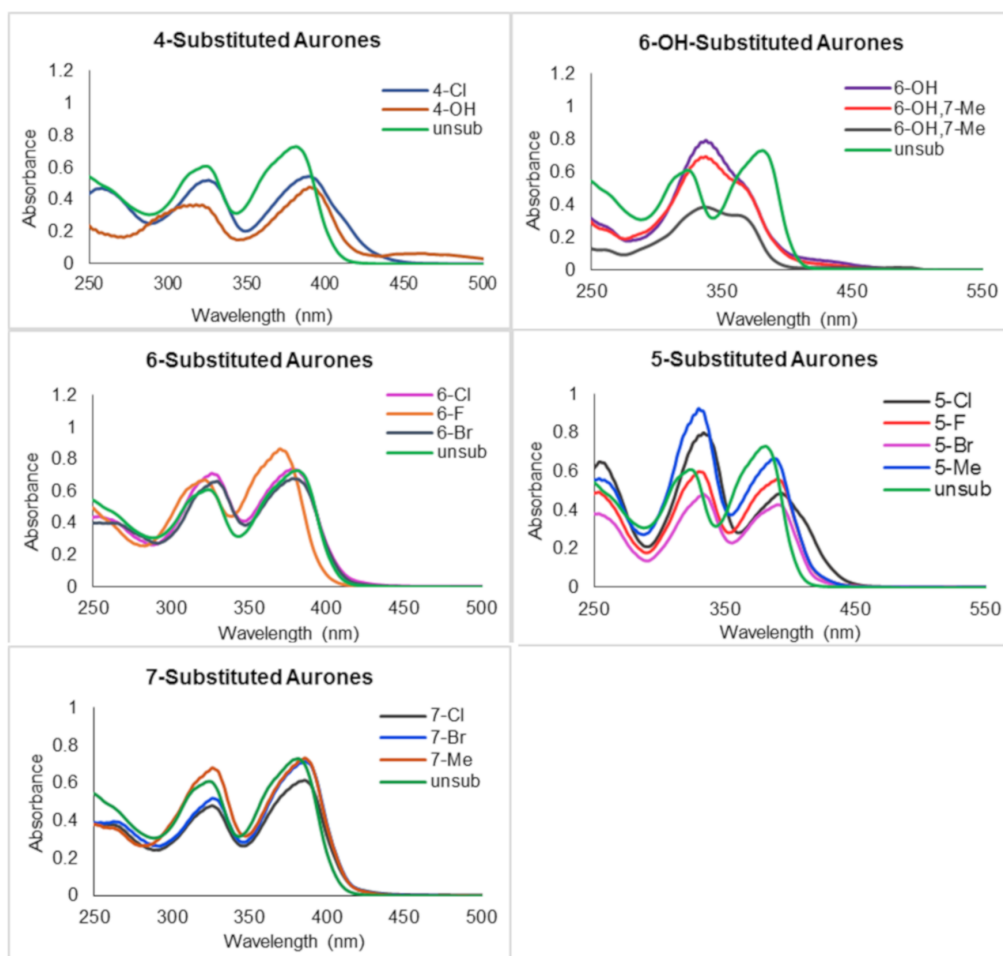 4-Substituted Aurones
1.2
1
0.8
0.6
0.4
0.2
0
Absorbance
4-Cl
4-OH
unsub
250 300 350 400 450 500
Wavelength (nm)
6-OH-Substituted Aurones
1.2
1
0.8
0.6
0.4
0.2
0
Absorbance
6-OH
6-OH,7-Me
6-OH,7-Me
unsub
250 350 450 550
Wavelength (nm)
6-Substituted Aurones
1.2
1
0.8
0.6
0.4
0.2
0
Absorbance
6-Cl
6-F
6-Br
unsub
250 300 350 400 450 500
Wavelength (nm)
5-Substituted Aurones
1
0.8
0.6
0.4
0.2
0
Absorbance
5-Cl
5-F
5-Br
5-Me
unsub
250 350 450 550
Wavelength (nm)
7-Substituted Aurones
1
0.8
0.6
0.4
0.2
0
Absorbance
7-Cl
7-Br
7-Me
unsub
250 300 350 400 450 500
Wavelength (nm)